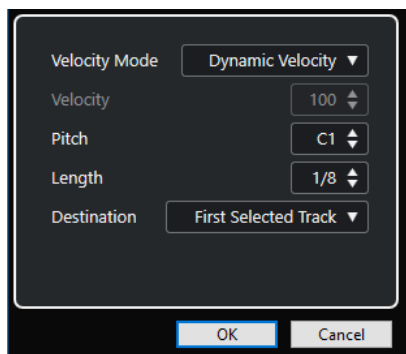 Velocity Mode Dynamic Velocity
Velocity 100
Pitch C1
Length 1/8
Destination First Selected Track
OK Cancel